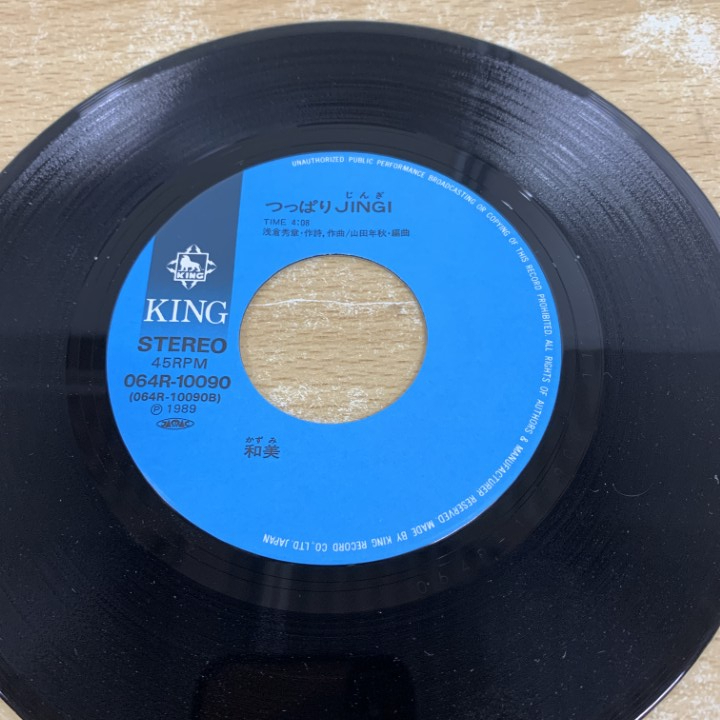 UNAUTHORIZED PUBLIC PERFORMANCE BROADCASTING OR COPYING OF THIS RECORD PROHIBITED. ALL RIGHTS OF AUTHORS & MANUFACTURER RESERVED. MADE BY KING RECORD CO., LTD. JAPAN
じんぎ
つっぱりJINGI
TIME 4:08
浅倉秀章・作詩,作曲/山田年秋・編曲
KING
KING
STEREO
45RPM
064R-10090
(064R-10090B)
Ⓟ 1989
かずみ
和美